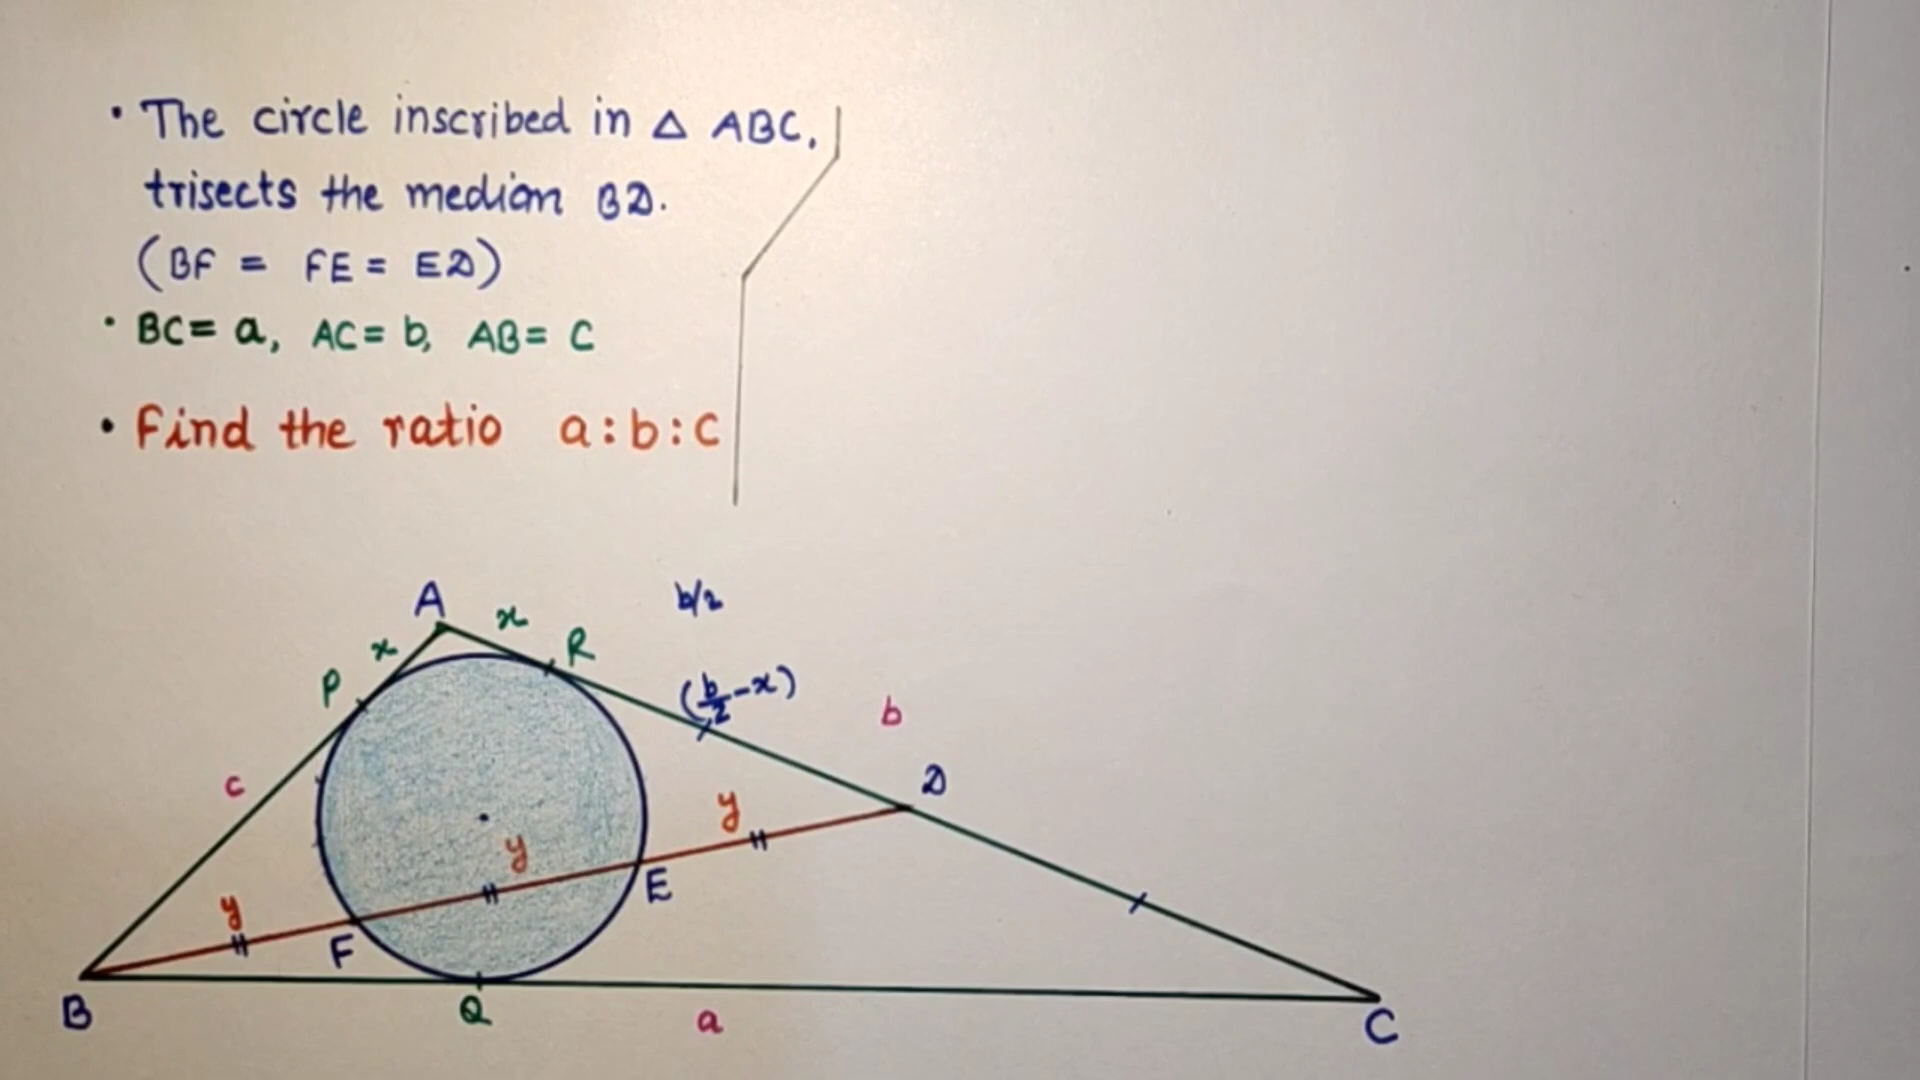 • The circle inscribed in △ ABC,
trisects the median BD.
(BF = FE = ED)
• BC = a, AC = b, AB = c
• Find the ratio a : b : c
A
x
b/2
x
R
P
(b/2 - x)
b
c
D
y
y
E
y
F
B
Q
a
C